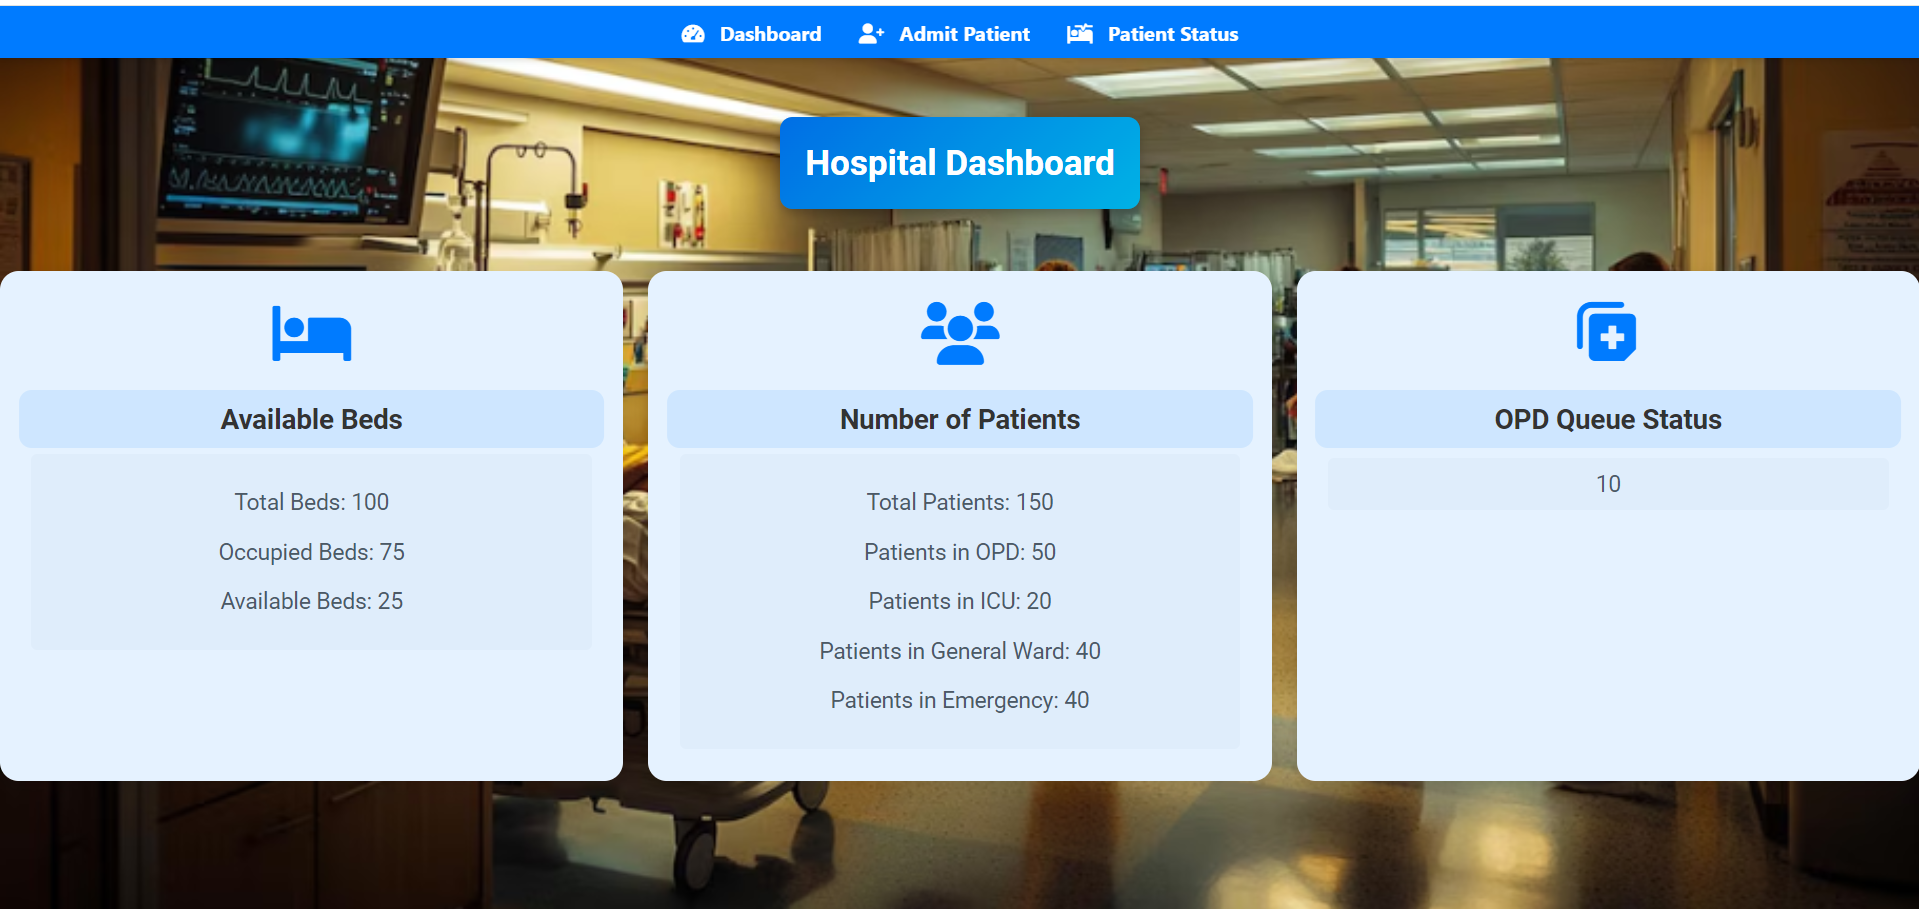 Dashboard Admit Patient Patient Status
Hospital Dashboard
Available Beds
Total Beds: 100
Occupied Beds: 75
Available Beds: 25
Number of Patients
Total Patients: 150
Patients in OPD: 50
Patients in ICU: 20
Patients in General Ward: 40
Patients in Emergency: 40
OPD Queue Status
10